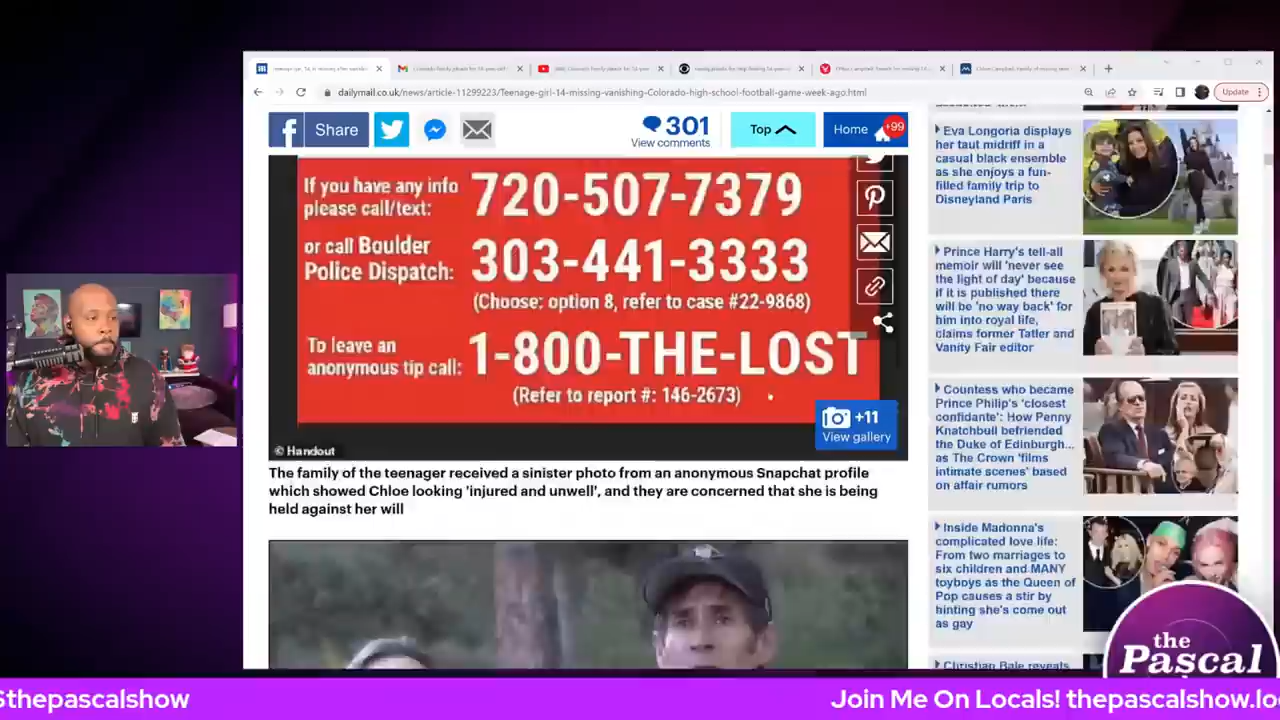 dailymail.co.uk/news/article-11299223/Teenage-girl-14-missing-vanishing-Colorado-high-school-football-game-week-ago.html
Update
Share
301
View comments
Top
Home
+99
If you have any info
please call/text:
720-507-7379
or call Boulder
Police Dispatch:
303-441-3333
(Choose: option 8, refer to case #22-9868)
To leave an
anonymous tip call:
1-800-THE-LOST
(Refer to report #: 146-2673)
+11
View gallery
© Handout
The family of the teenager received a sinister photo from an anonymous Snapchat profile
which showed Chloe looking 'injured and unwell', and they are concerned that she is being
held against her will
Eva Longoria displays
her taut midriff in a
casual black ensemble
as she enjoys a fun-
filled family trip to
Disneyland Paris
Prince Harry's tell-all
memoir will 'never see
the light of day' because
if it is published there
will be 'no way back' for
him into royal life,
claims former Tatler and
Vanity Fair editor
Countess who became
Prince Philip's 'closest
confidante': How Penny
Knatchbull befriended
the Duke of Edinburgh...
as The Crown 'films
intimate scenes' based
on affair rumors
Inside Madonna's
complicated love life:
From two marriages to
six children and MANY
toyboys as the Queen of
Pop causes a stir by
hinting she's come out
as gay
Christian Bale reveals
the
Pascal
$thepascalshow
Join Me On Locals! thepascalshow.lo